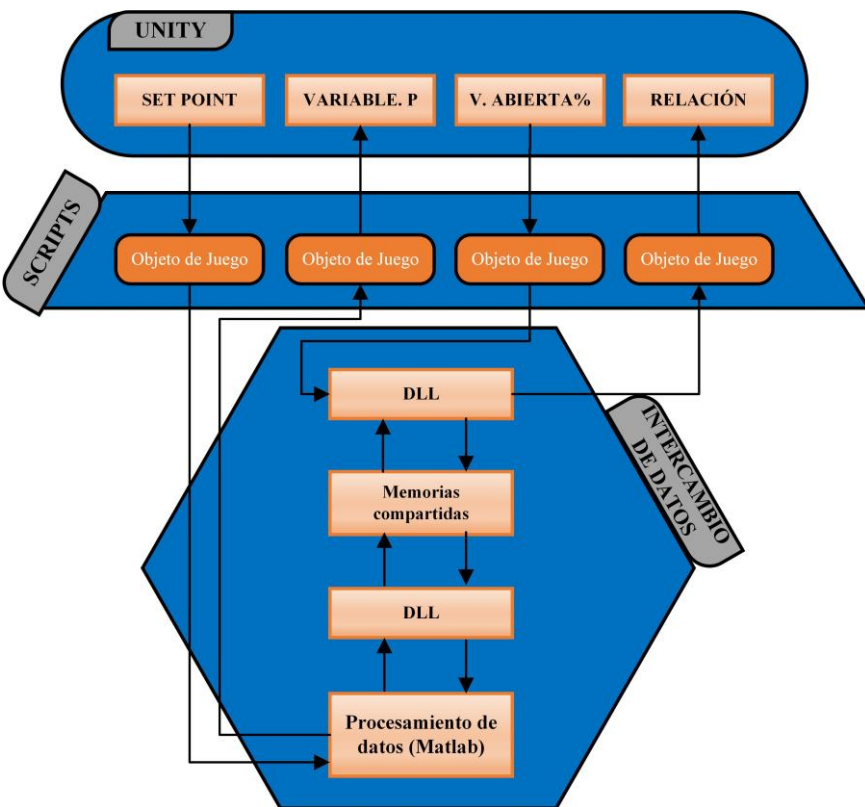 UNITY
SET POINT
VARIABLE. P
V. ABIERTA%
RELACIÓN
SCRIPTS
Objeto de Juego
Objeto de Juego
Objeto de Juego
Objeto de Juego
DLL
INTERCAMBIO
DE DATOS
Memorias
compartidas
DLL
Procesamiento de
datos (Matlab)